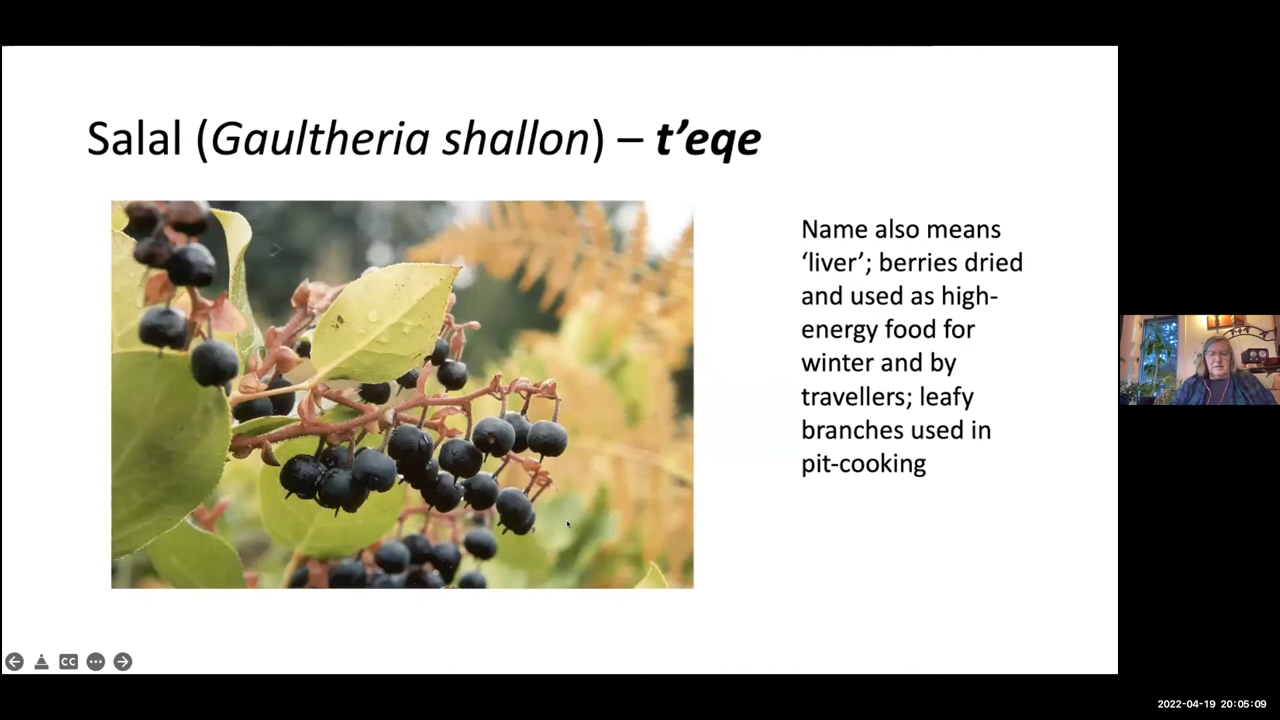 Salal (Gaultheria shallon) – t’eqe
Name also means
‘liver’; berries dried
and used as high-
energy food for
winter and by
travellers; leafy
branches used in
pit-cooking
CC
2022-04-19 20:05:09